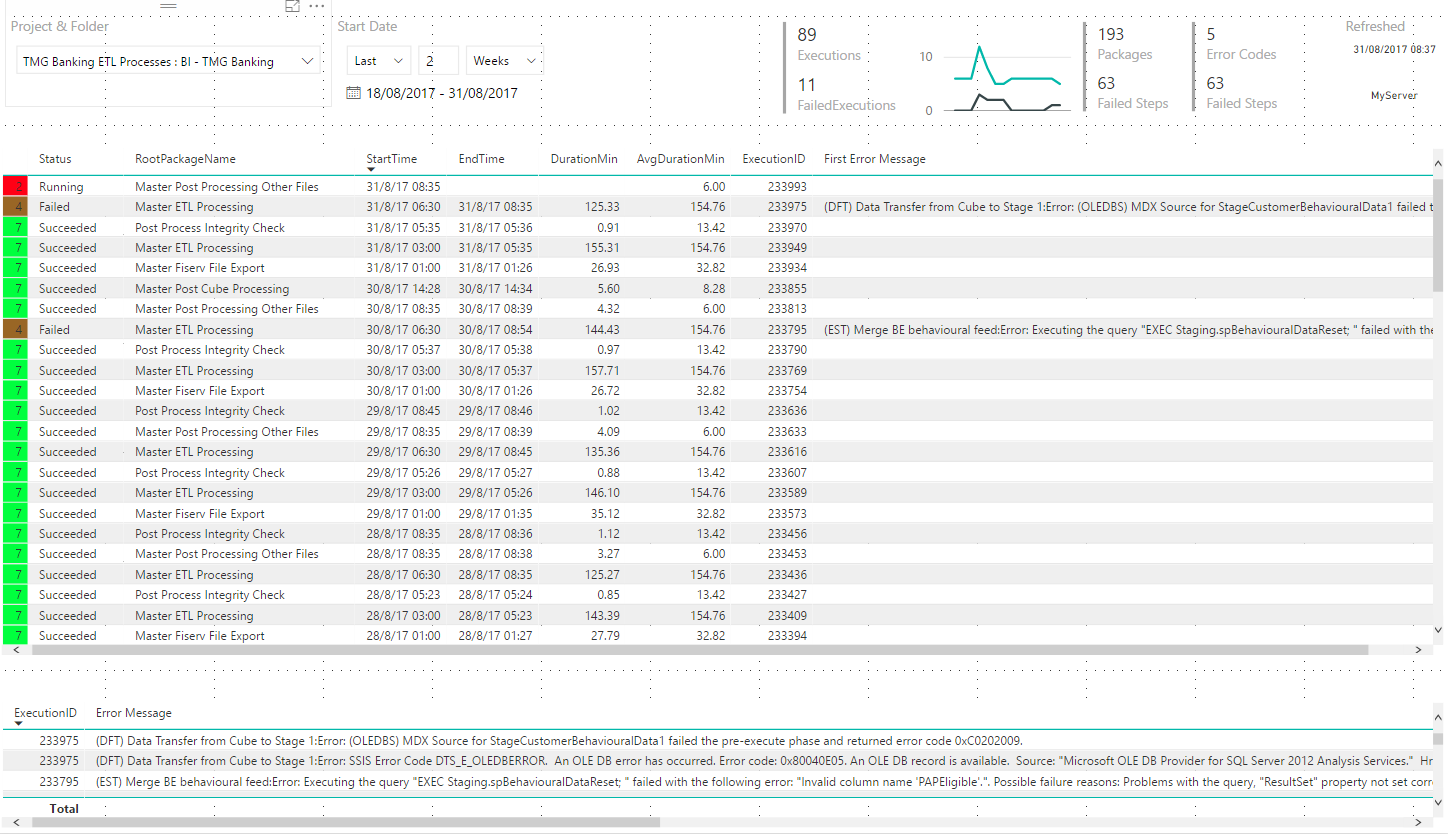 Project & Folder
TMG Banking ETL Processes : BI - TMG Banking
Start Date
Last 2 Weeks
18/08/2017 - 31/08/2017
89
Executions
11
FailedExecutions
10
0
193
Packages
63
Failed Steps
5
Error Codes
63
Failed Steps
Refreshed
31/08/2017 08:37
MyServer
Status RootPackageName StartTime EndTime DurationMin AvgDurationMin ExecutionID First Error Message
2 Running Master Post Processing Other Files 31/8/17 08:35 6.00 233993
4 Failed Master ETL Processing 31/8/17 06:30 31/8/17 08:35 125.33 154.76 233975 (DFT) Data Transfer from Cube to Stage 1:Error: (OLEDBS) MDX Source for StageCustomerBehaviouralData1 failed t
7 Succeeded Post Process Integrity Check 31/8/17 05:35 31/8/17 05:36 0.91 13.42 233970
7 Succeeded Master ETL Processing 31/8/17 03:00 31/8/17 05:35 155.31 154.76 233949
7 Succeeded Master Fiserv File Export 31/8/17 01:00 31/8/17 01:26 26.93 32.82 233934
7 Succeeded Master Post Cube Processing 30/8/17 14:28 30/8/17 14:34 5.60 8.28 233855
7 Succeeded Master Post Processing Other Files 30/8/17 08:35 30/8/17 08:39 4.32 6.00 233813
4 Failed Master ETL Processing 30/8/17 06:30 30/8/17 08:54 144.43 154.76 233795 (EST) Merge BE behavioural feed:Error: Executing the query "EXEC Staging.spBehaviouralDataReset; " failed with the
7 Succeeded Post Process Integrity Check 30/8/17 05:37 30/8/17 05:38 0.97 13.42 233790
7 Succeeded Master ETL Processing 30/8/17 03:00 30/8/17 05:37 157.71 154.76 233769
7 Succeeded Master Fiserv File Export 30/8/17 01:00 30/8/17 01:26 26.72 32.82 233754
7 Succeeded Post Process Integrity Check 29/8/17 08:45 29/8/17 08:46 1.02 13.42 233636
7 Succeeded Master Post Processing Other Files 29/8/17 08:35 29/8/17 08:39 4.09 6.00 233633
7 Succeeded Master ETL Processing 29/8/17 06:30 29/8/17 08:45 135.36 154.76 233616
7 Succeeded Post Process Integrity Check 29/8/17 05:26 29/8/17 05:27 0.88 13.42 233607
7 Succeeded Master ETL Processing 29/8/17 03:00 29/8/17 05:26 146.10 154.76 233589
7 Succeeded Master Fiserv File Export 29/8/17 01:00 29/8/17 01:35 35.12 32.82 233573
7 Succeeded Post Process Integrity Check 28/8/17 08:35 28/8/17 08:36 1.12 13.42 233456
7 Succeeded Master Post Processing Other Files 28/8/17 08:35 28/8/17 08:38 3.27 6.00 233453
7 Succeeded Master ETL Processing 28/8/17 06:30 28/8/17 08:35 125.27 154.76 233436
7 Succeeded Post Process Integrity Check 28/8/17 05:23 28/8/17 05:24 0.85 13.42 233427
7 Succeeded Master ETL Processing 28/8/17 03:00 28/8/17 05:23 143.39 154.76 233409
7 Succeeded Master Fiserv File Export 28/8/17 01:00 28/8/17 01:27 27.79 32.82 233394
ExecutionID Error Message
233975 (DFT) Data Transfer from Cube to Stage 1:Error: (OLEDBS) MDX Source for StageCustomerBehaviouralData1 failed the pre-execute phase and returned error code 0xC0202009.
233975 (DFT) Data Transfer from Cube to Stage 1:Error: SSIS Error Code DTS_E_OLEDBERROR. An OLE DB error has occurred. Error code: 0x80040E05. An OLE DB record is available. Source: "Microsoft OLE DB Provider for SQL Server 2012 Analysis Services." Hr
233795 (EST) Merge BE behavioural feed:Error: Executing the query "EXEC Staging.spBehaviouralDataReset; " failed with the following error: "Invalid column name 'PAPEligible'.". Possible failure reasons: Problems with the query, "ResultSet" property not set corr
Total